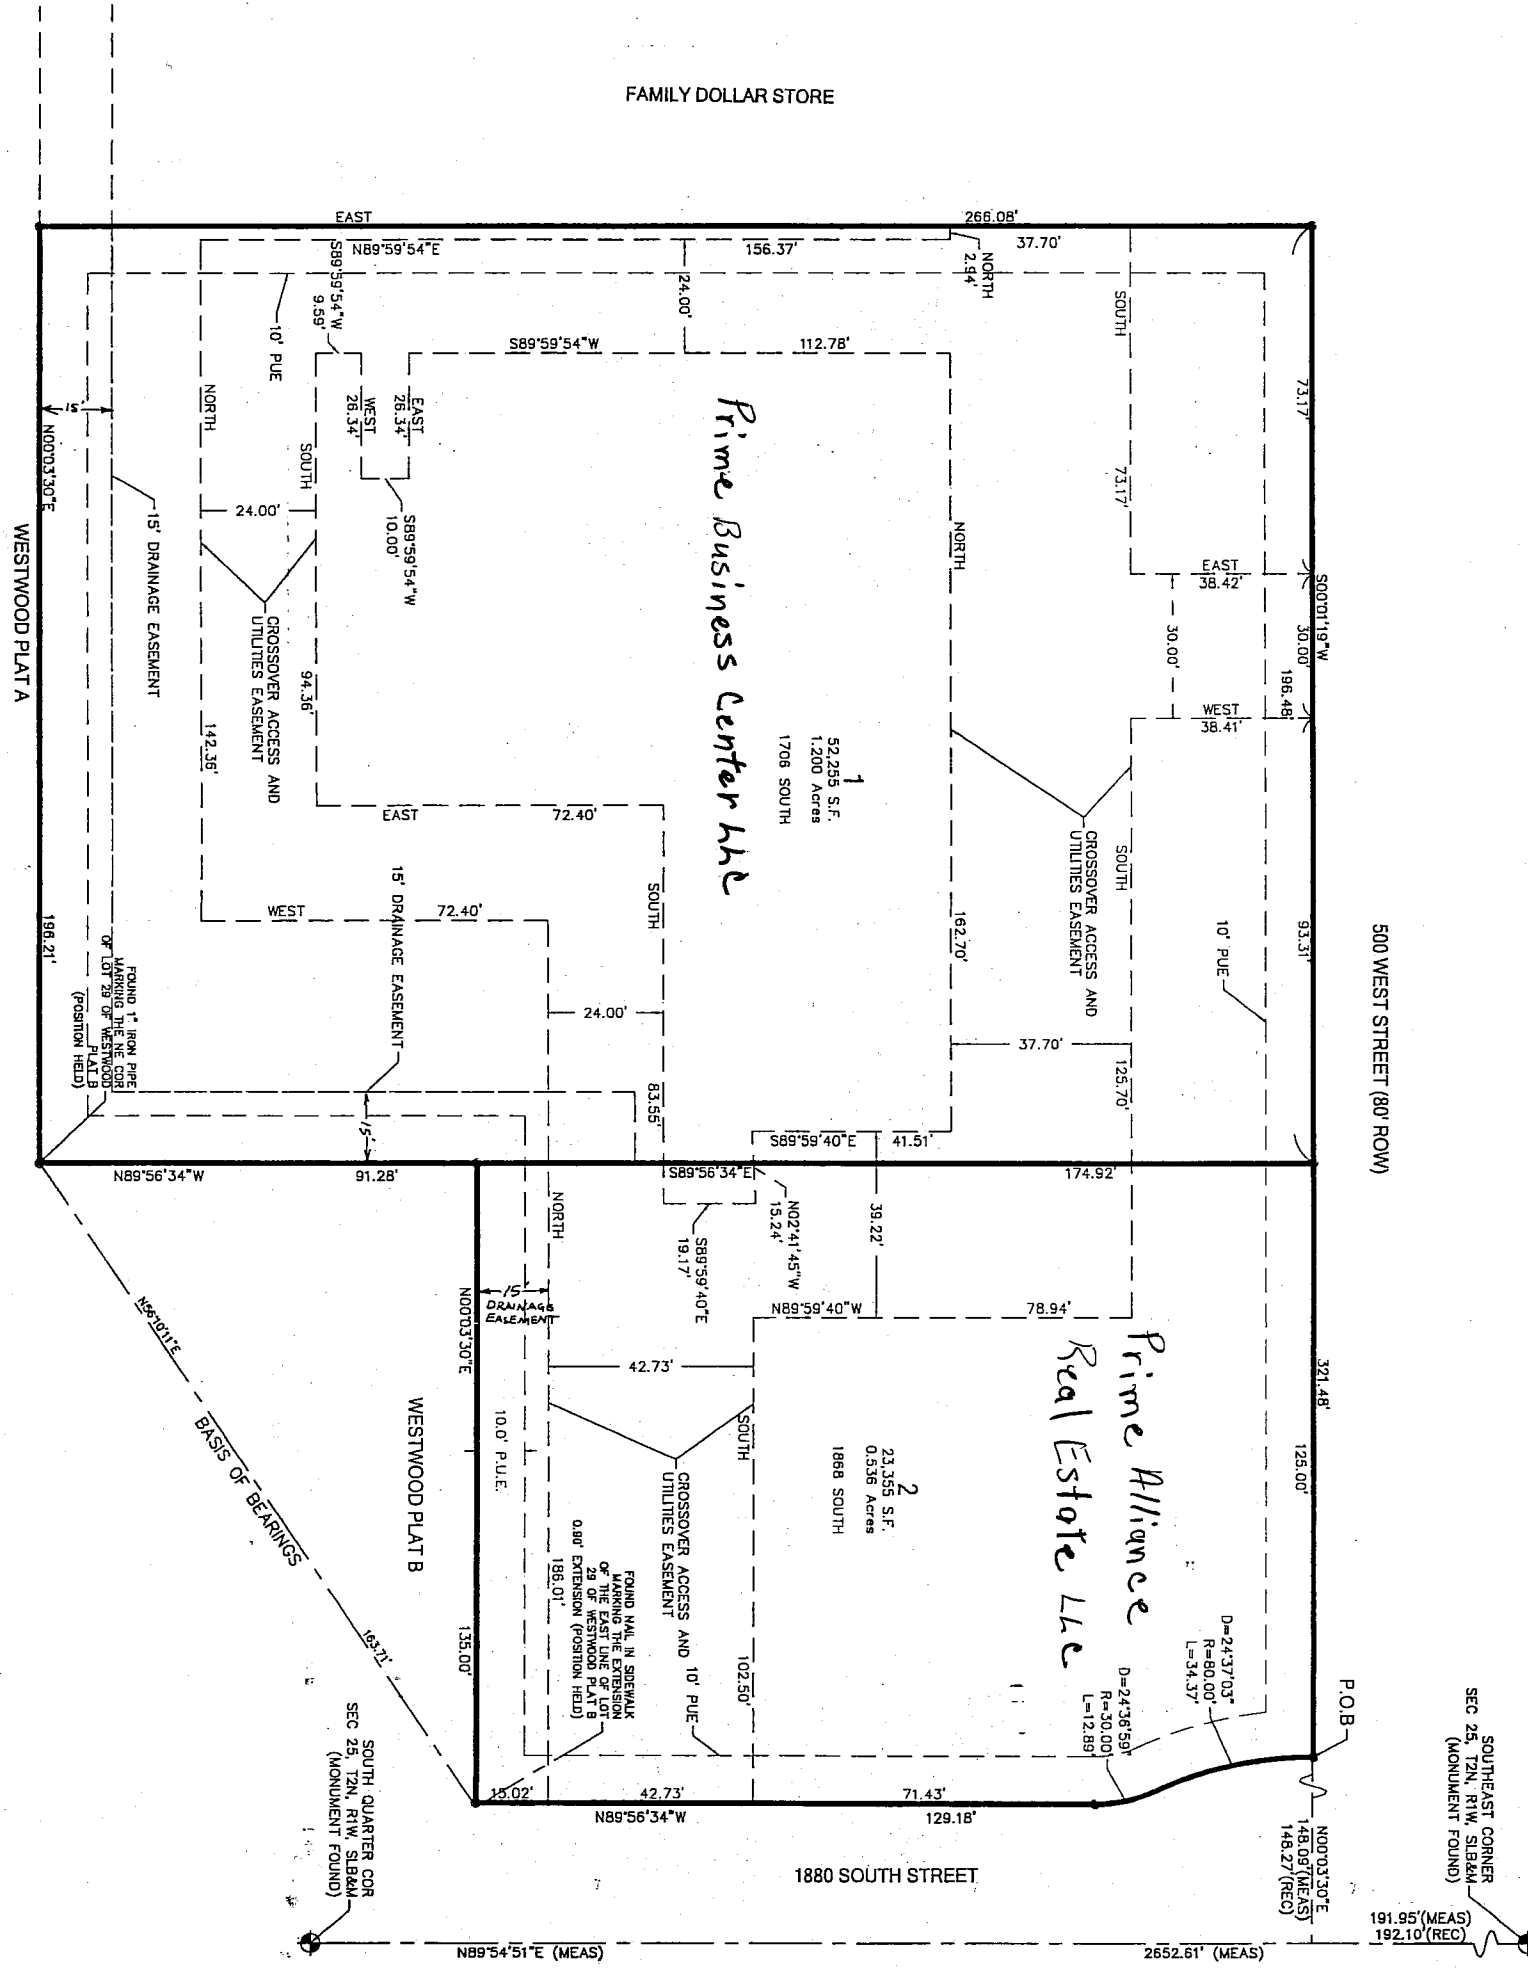 FAMILY DOLLAR STORE
EAST
266.08'
N89°59'54"E
156.37'
37.70'
NORTH
2.94'
S89°59'54"W
9.59'
24.00'
10' PUE
S89°59'54"W
112.78'
SOUTH
73.17'
73.17'
NORTH
WEST
26.34'
EAST
26.34'
15'
N00°03'30"E
SOUTH
24.00'
S89°59'54"W
10.00'
Prime Business Center LLC
NORTH
EAST
38.42'
S00°01'19"W
30.00'
30.00'
196.48'
WEST
38.41'
WESTWOOD PLAT A
15' DRAINAGE EASEMENT
CROSSOVER ACCESS AND
UTILITIES EASEMENT
94.36'
142.36'
1
52,255 S.F.
1.200 Acres
1706 SOUTH
CROSSOVER ACCESS AND
UTILITIES EASEMENT
SOUTH
EAST
72.40'
WEST
72.40'
15' DRAINAGE EASEMENT
SOUTH
162.70'
10' PUE
93.31'
500 WEST STREET (80' ROW)
196.21'
FOUND 1" IRON PIPE
MARKING THE NE COR
OF LOT 29 OF WESTWOOD
PLAT B
(POSITION HELD)
24.00'
37.70'
125.70'
83.55'
15'
S89°59'40"E
41.51'
N89°56'34"W
91.28'
S89°56'34"E
174.92'
NORTH
S89°59'40"E
19.17'
N02°41'45"W
15.24'
39.22'
15'
DRAINAGE
EASEMENT
N00°03'30"E
N89°59'40"W
78.94'
N56°10'11"E
BASIS OF BEARINGS
163.71'
42.73'
SOUTH
Prime Alliance
Real Estate LLC
321.48'
125.00'
WESTWOOD PLAT B
10.0' P.U.E.
CROSSOVER ACCESS AND
UTILITIES EASEMENT
2
23,355 S.F.
0.536 Acres
1868 SOUTH
186.01'
FOUND NAIL IN SIDEWALK
MARKING THE EXTENSION
OF THE EAST LINE OF LOT
29 OF WESTWOOD PLAT B
0.90' EXTENSION (POSITION HELD)
135.00'
10' PUE
102.50'
D=24°36'59"
R=30.00'
L=12.89'
D=24°37'03"
R=80.00'
L=34.37'
P.O.B
15.02'
42.73'
71.43'
N89°56'34"W
129.18'
1880 SOUTH STREET
N00°03'30"E
148.09'(MEAS)
148.27'(REC)
SOUTH QUARTER COR
SEC 25, T2N, R1W, SLB&M
(MONUMENT FOUND)
SOUTHEAST CORNER
SEC 25, T2N, R1W, SLB&M
(MONUMENT FOUND)
191.95'(MEAS)
192.10'(REC)
N89°54'51"E (MEAS)
2652.61' (MEAS)